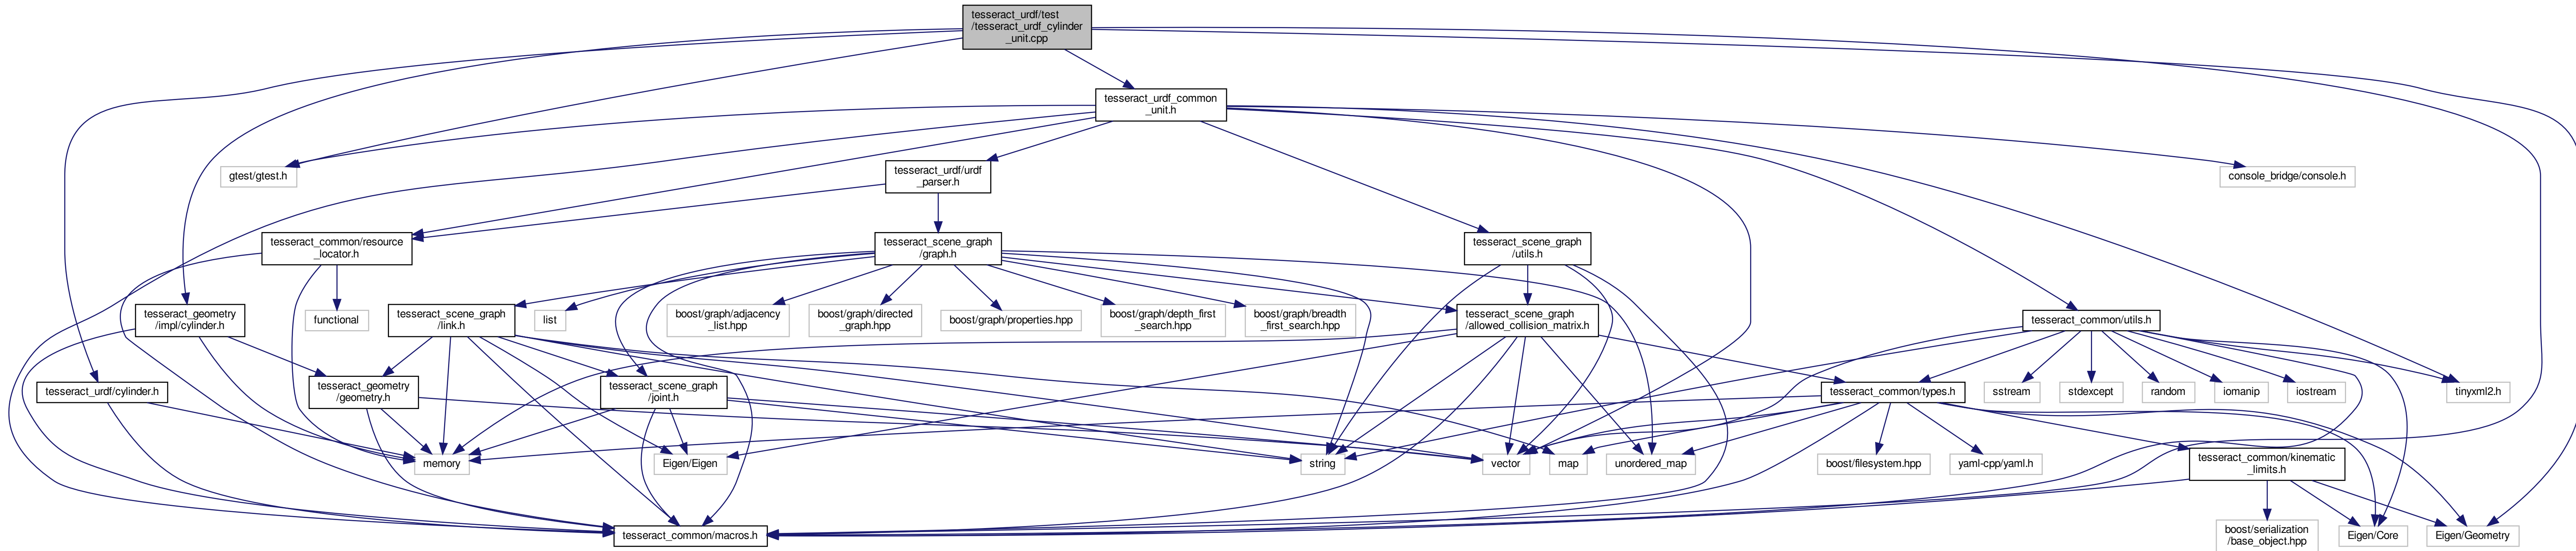 tesseract_urdf/test
/tesseract_urdf_cylinder
_unit.cpp
tesseract_urdf_common
_unit.h
gtest/gtest.h
tesseract_urdf/urdf
_parser.h
console_bridge/console.h
tesseract_common/resource
_locator.h
tesseract_scene_graph
/graph.h
tesseract_scene_graph
/utils.h
tesseract_geometry
/impl/cylinder.h
functional
tesseract_scene_graph
/link.h
list
boost/graph/adjacency
_list.hpp
boost/graph/directed
_graph.hpp
boost/graph/properties.hpp
boost/graph/depth_first
_search.hpp
boost/graph/breadth
_first_search.hpp
tesseract_scene_graph
/allowed_collision_matrix.h
tesseract_common/utils.h
tesseract_urdf/cylinder.h
tesseract_geometry
/geometry.h
tesseract_scene_graph
/joint.h
tesseract_common/types.h
sstream
stdexcept
random
iomanip
iostream
tinyxml2.h
memory
Eigen/Eigen
string
vector
map
unordered_map
boost/filesystem.hpp
yaml-cpp/yaml.h
tesseract_common/kinematic
_limits.h
tesseract_common/macros.h
boost/serialization
/base_object.hpp
Eigen/Core
Eigen/Geometry